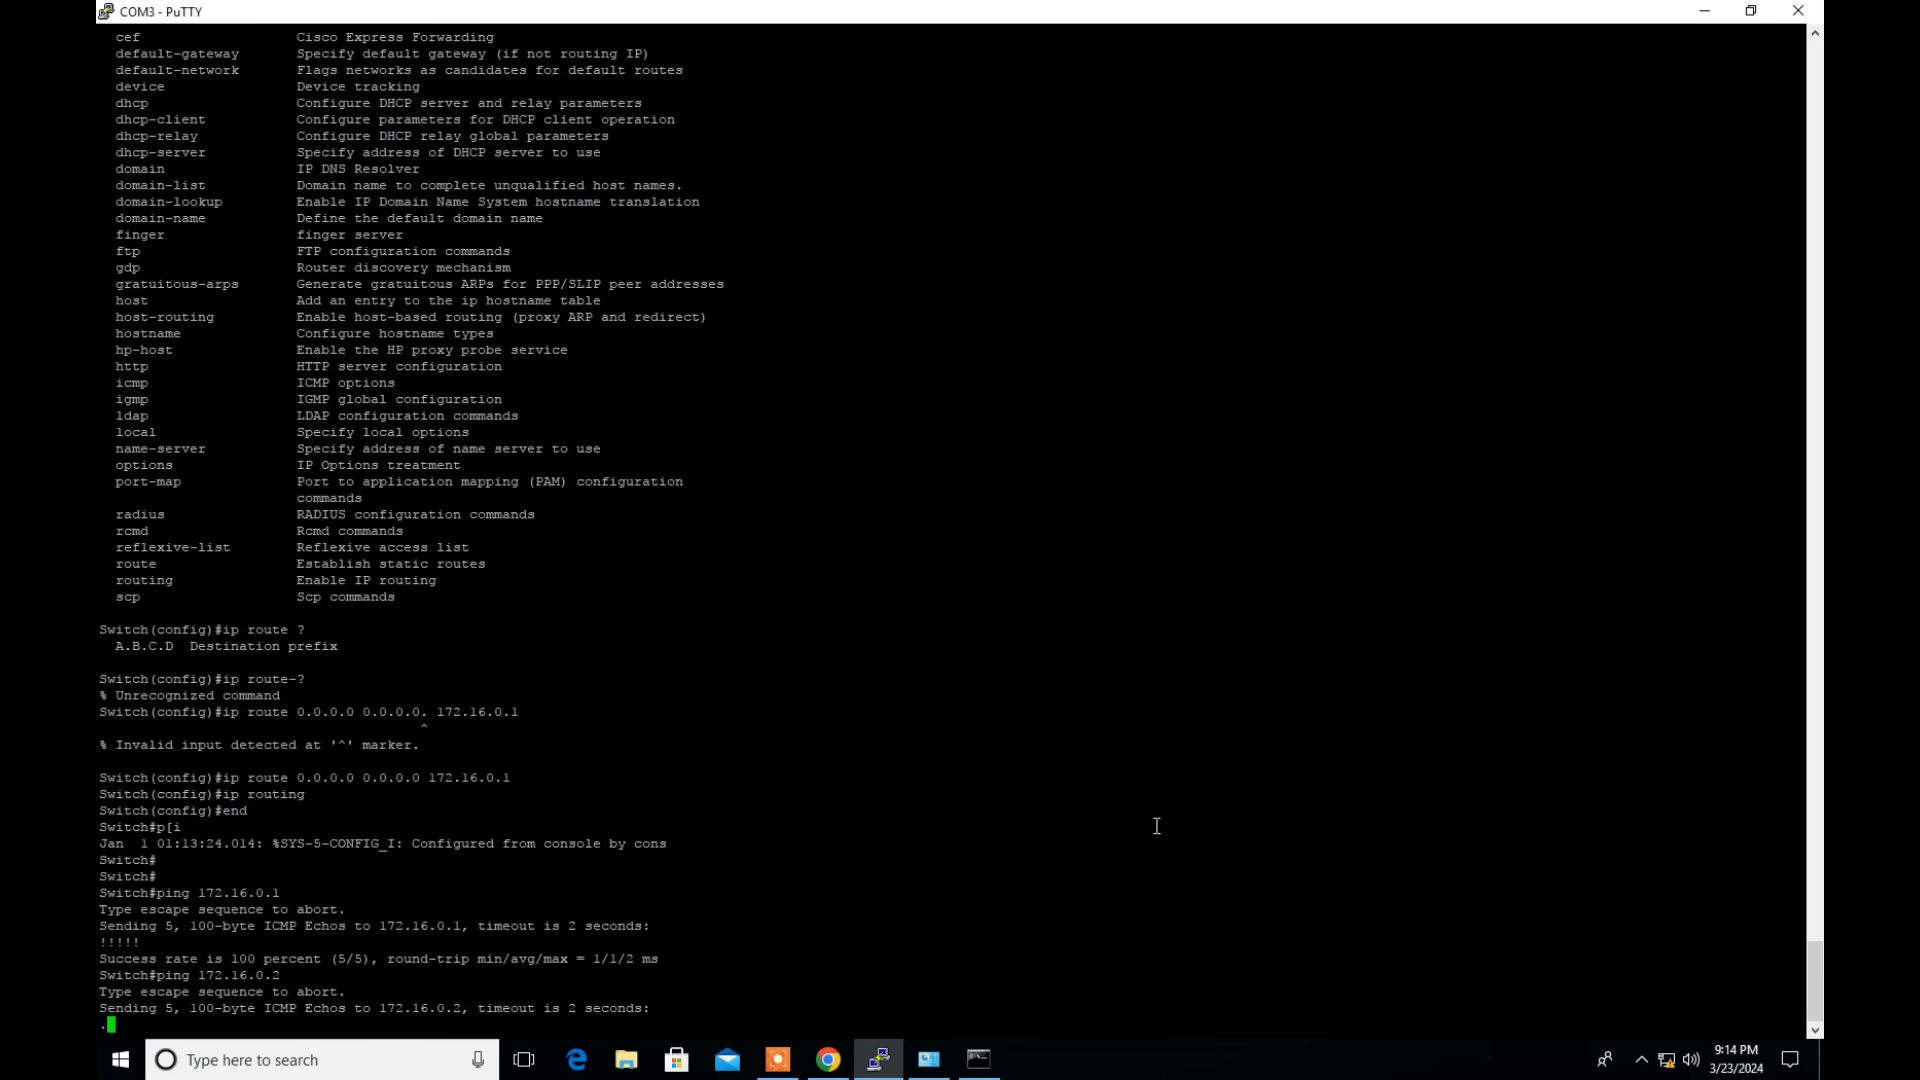 COM3 - PuTTY
cef Cisco Express Forwarding
default-gateway Specify default gateway (if not routing IP)
default-network Flags networks as candidates for default routes
device Device tracking
dhcp Configure DHCP server and relay parameters
dhcp-client Configure parameters for DHCP client operation
dhcp-relay Configure DHCP relay global parameters
dhcp-server Specify address of DHCP server to use
domain IP DNS Resolver
domain-list Domain name to complete unqualified host names.
domain-lookup Enable IP Domain Name System hostname translation
domain-name Define the default domain name
finger finger server
ftp FTP configuration commands
gdp Router discovery mechanism
gratuitous-arps Generate gratuitous ARPs for PPP/SLIP peer addresses
host Add an entry to the ip hostname table
host-routing Enable host-based routing (proxy ARP and redirect)
hostname Configure hostname types
hp-host Enable the HP proxy probe service
http HTTP server configuration
icmp ICMP options
igmp IGMP global configuration
ldap LDAP configuration commands
local Specify local options
name-server Specify address of name server to use
options IP Options treatment
port-map Port to application mapping (PAM) configuration
commands
radius RADIUS configuration commands
rcmd Rcmd commands
reflexive-list Reflexive access list
route Establish static routes
routing Enable IP routing
scp Scp commands
Switch(config)#ip route ?
A.B.C.D Destination prefix
Switch(config)#ip route-?
% Unrecognized command
Switch(config)#ip route 0.0.0.0 0.0.0.0. 172.16.0.1
^
% Invalid input detected at '^' marker.
Switch(config)#ip route 0.0.0.0 0.0.0.0 172.16.0.1
Switch(config)#ip routing
Switch(config)#end
Switch#p[i
Jan 1 01:13:24.014: %SYS-5-CONFIG_I: Configured from console by cons
Switch#
Switch#
Switch#ping 172.16.0.1
Type escape sequence to abort.
Sending 5, 100-byte ICMP Echos to 172.16.0.1, timeout is 2 seconds:
!!!!!
Success rate is 100 percent (5/5), round-trip min/avg/max = 1/1/2 ms
Switch#ping 172.16.0.2
Type escape sequence to abort.
Sending 5, 100-byte ICMP Echos to 172.16.0.2, timeout is 2 seconds:
.
Type here to search
9:14 PM
3/23/2024